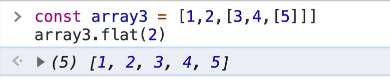 > const array3 = [1,2,[3,4,[5]]]
array3.flat(2)
<· ▶ (5) [1, 2, 3, 4, 5]